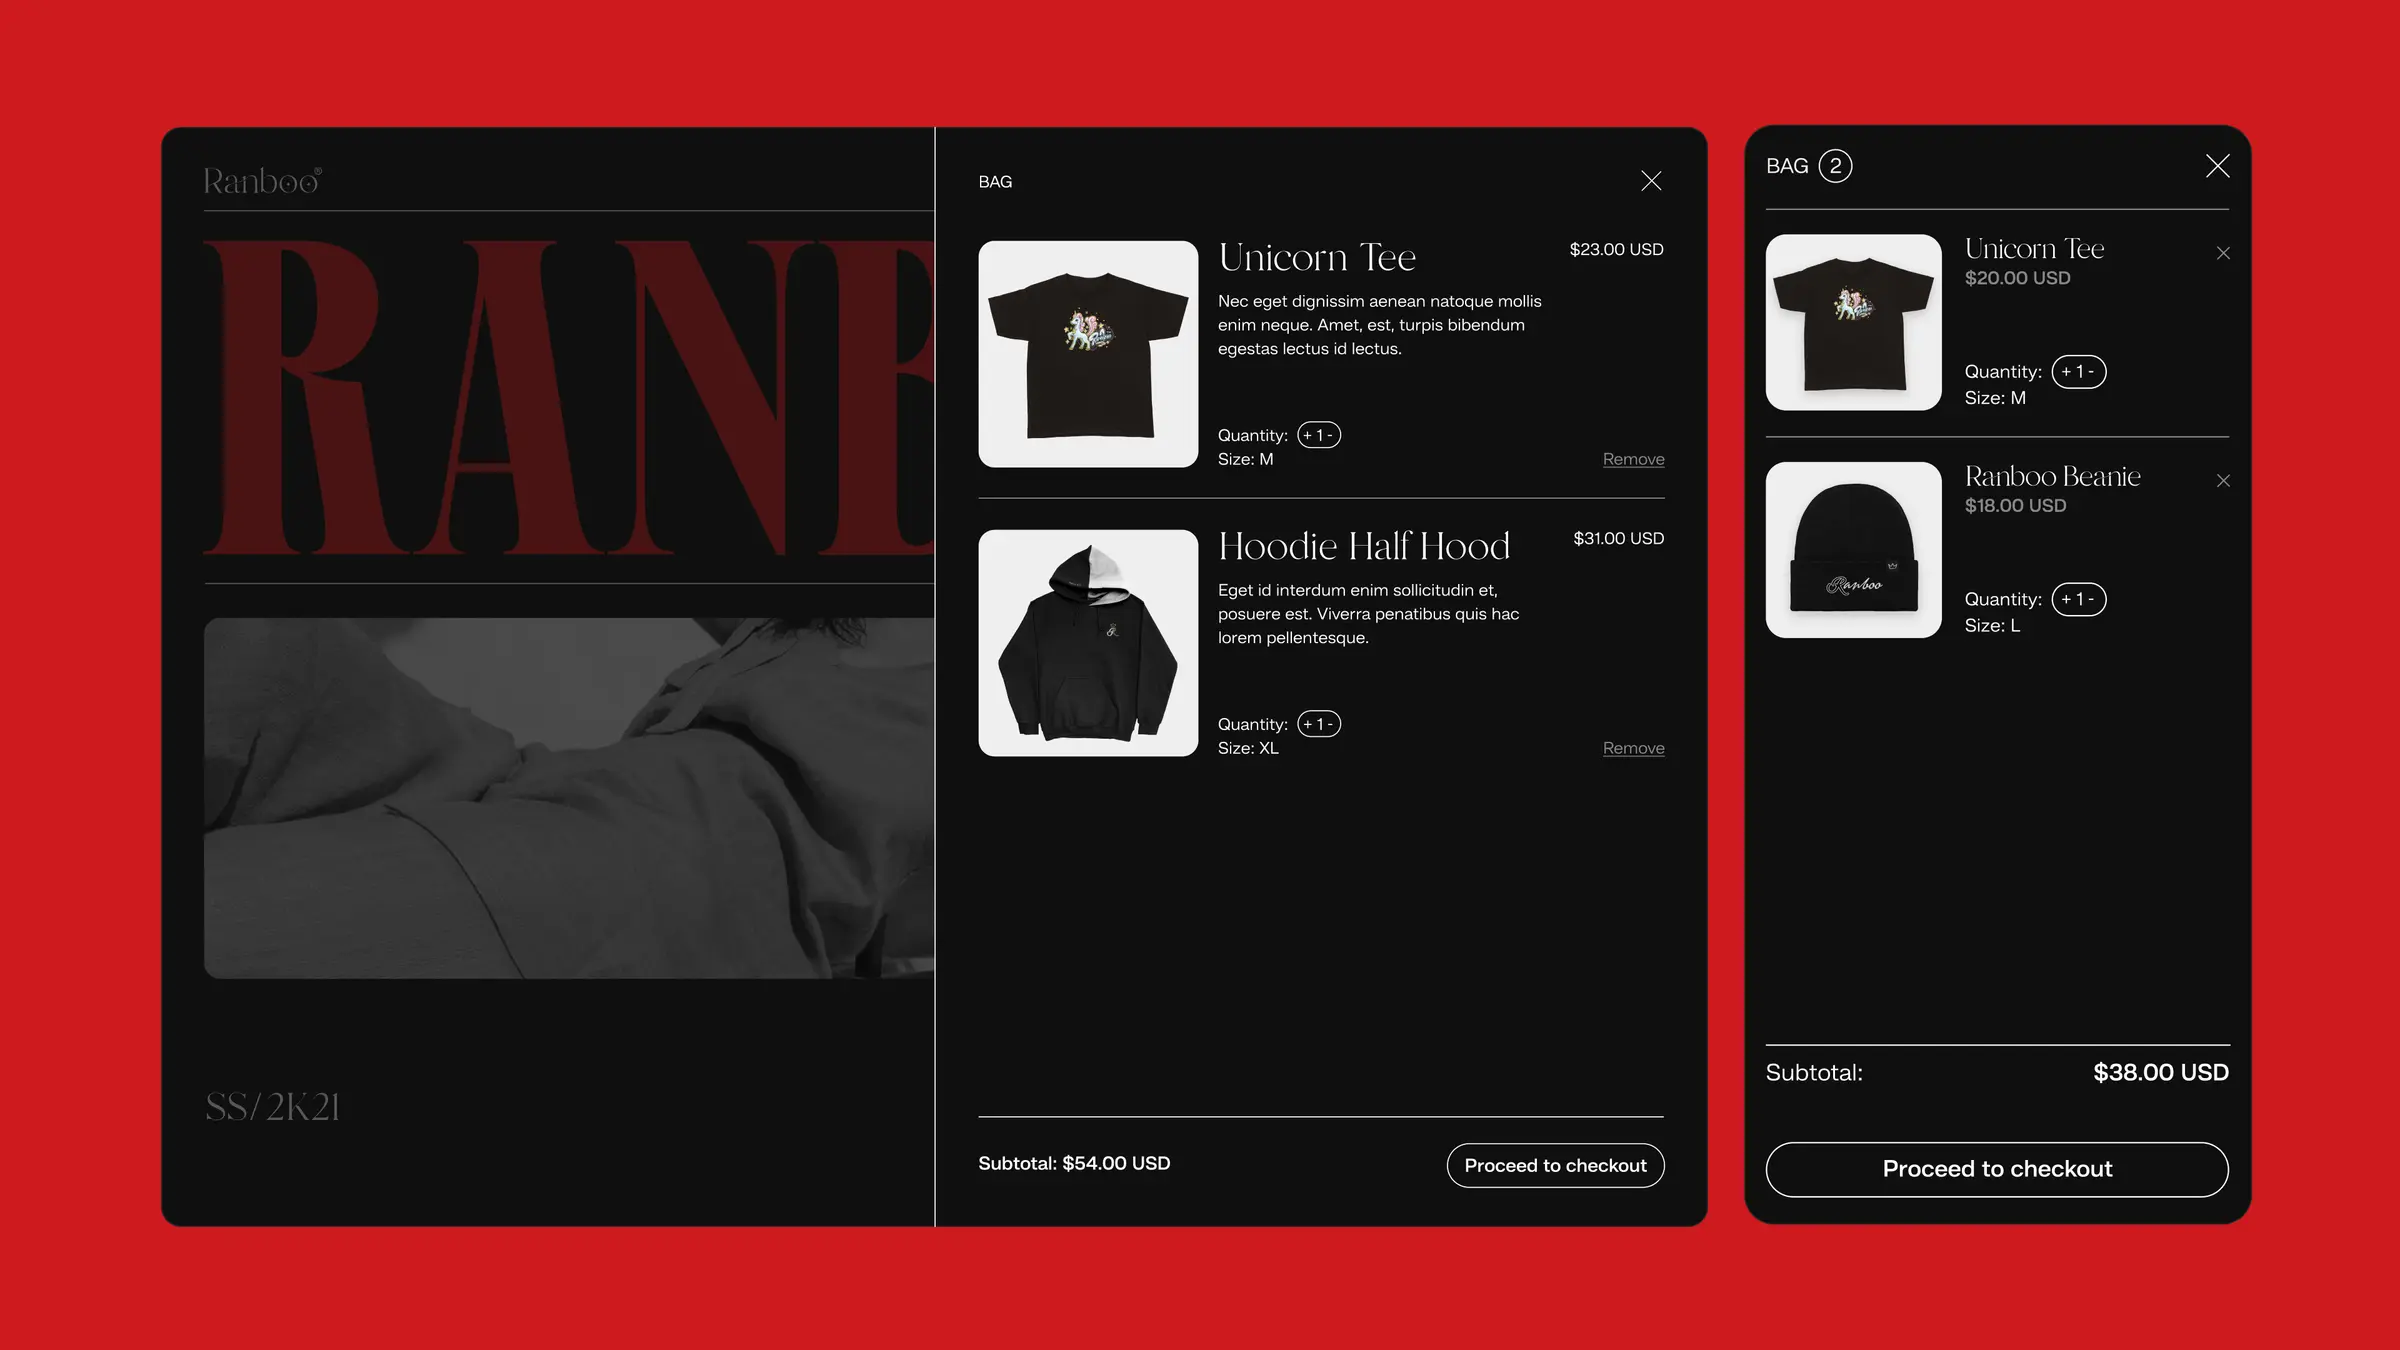 Ranboo®
RANB
SS/2K21
BAG
Unicorn Tee
$23.00 USD
Nec eget dignissim aenean natoque mollis
enim neque. Amet, est, turpis bibendum
egestas lectus id lectus.
Quantity: + 1 -
Size: M
Remove
Hoodie Half Hood
$31.00 USD
Eget id interdum enim sollicitudin et,
posuere est. Viverra penatibus quis hac
lorem pellentesque.
Quantity: + 1 -
Size: XL
Remove
Subtotal: $54.00 USD
Proceed to checkout
BAG 2
Unicorn Tee
$20.00 USD
Quantity: + 1 -
Size: M
Ranboo Beanie
$18.00 USD
Ranboo
Quantity: + 1 -
Size: L
Subtotal: $38.00 USD
Proceed to checkout